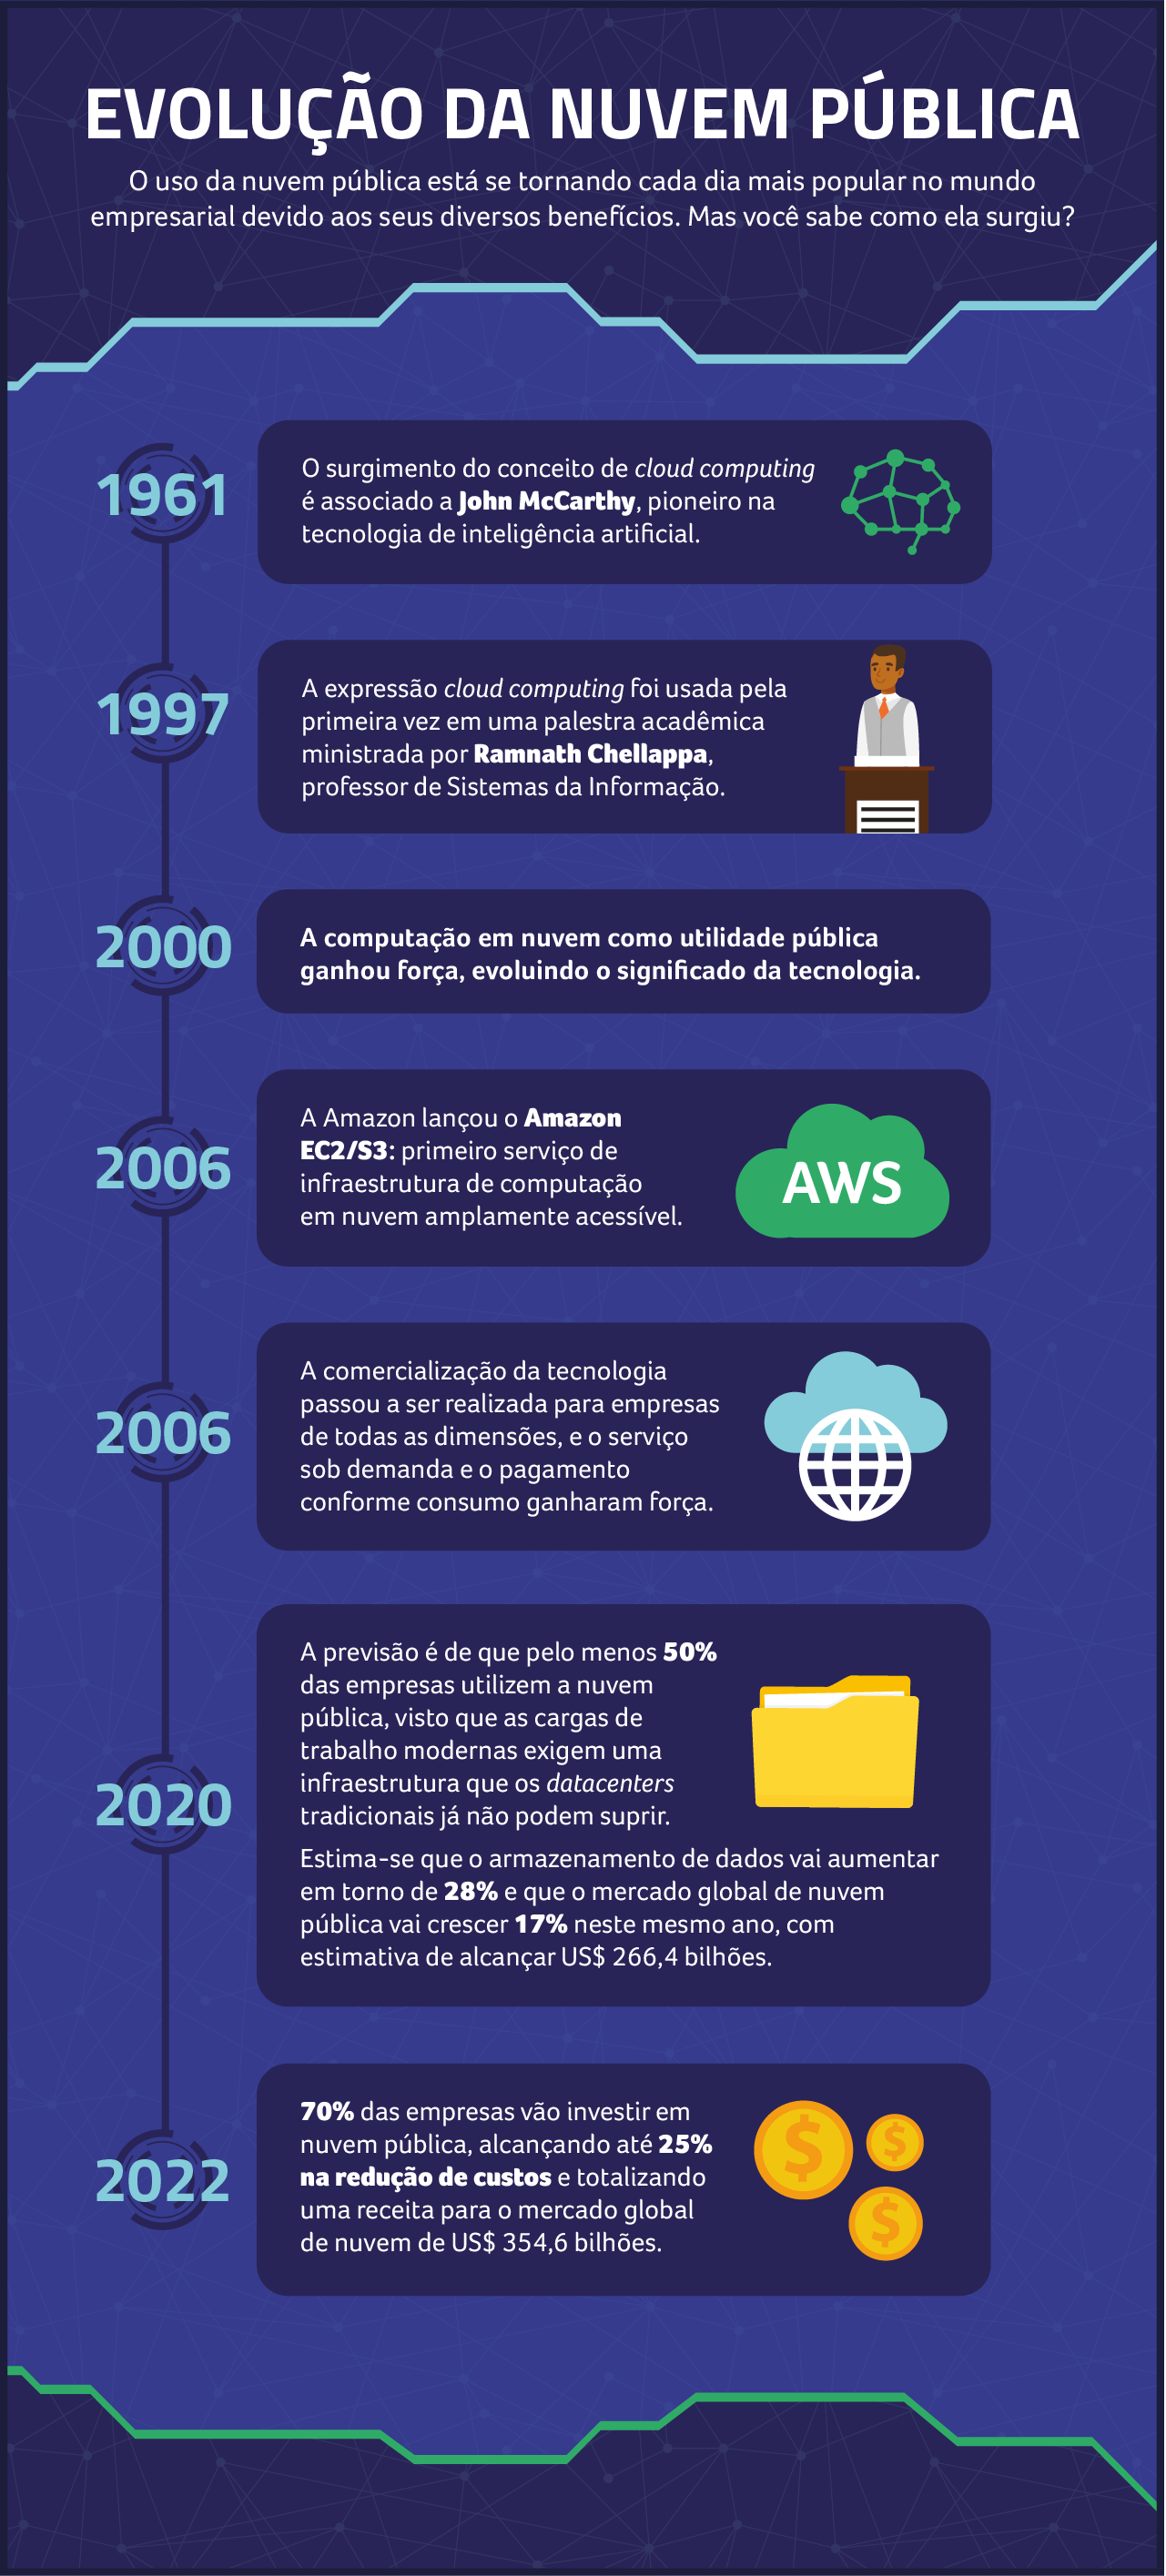 EVOLUÇÃO DA NUVEM PÚBLICA
O uso da nuvem pública está se tornando cada dia mais popular no mundo
empresarial devido aos seus diversos benefícios. Mas você sabe como ela surgiu?
1961
O surgimento do conceito de cloud computing
é associado a John McCarthy, pioneiro na
tecnologia de inteligência artificial.
1997
A expressão cloud computing foi usada pela
primeira vez em uma palestra acadêmica
ministrada por Ramnath Chellappa,
professor de Sistemas da Informação.
2000
A computação em nuvem como utilidade pública
ganhou força, evoluindo o significado da tecnologia.
2006
A Amazon lançou o Amazon
EC2/S3: primeiro serviço de
infraestrutura de computação
em nuvem amplamente acessível.
AWS
2006
A comercialização da tecnologia
passou a ser realizada para empresas
de todas as dimensões, e o serviço
sob demanda e o pagamento
conforme consumo ganharam força.
2020
A previsão é de que pelo menos 50%
das empresas utilizem a nuvem
pública, visto que as cargas de
trabalho modernas exigem uma
infraestrutura que os datacenters
tradicionais já não podem suprir.
Estima-se que o armazenamento de dados vai aumentar
em torno de 28% e que o mercado global de nuvem
pública vai crescer 17% neste mesmo ano, com
estimativa de alcançar US$ 266,4 bilhões.
2022
70% das empresas vão investir em
nuvem pública, alcançando até 25%
na redução de custos e totalizando
uma receita para o mercado global
de nuvem de US$ 354,6 bilhões.
$
$
$